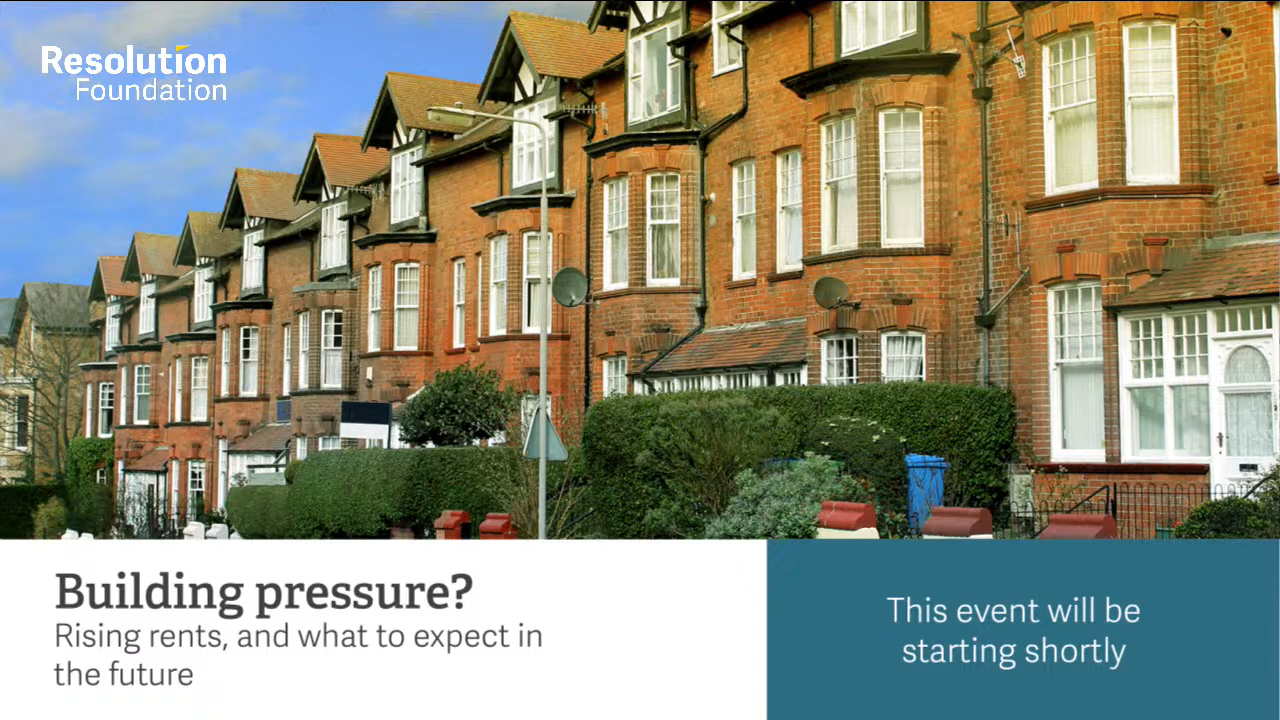 Resolution
Foundation
Building pressure?
Rising rents, and what to expect in
the future
This event will be
starting shortly